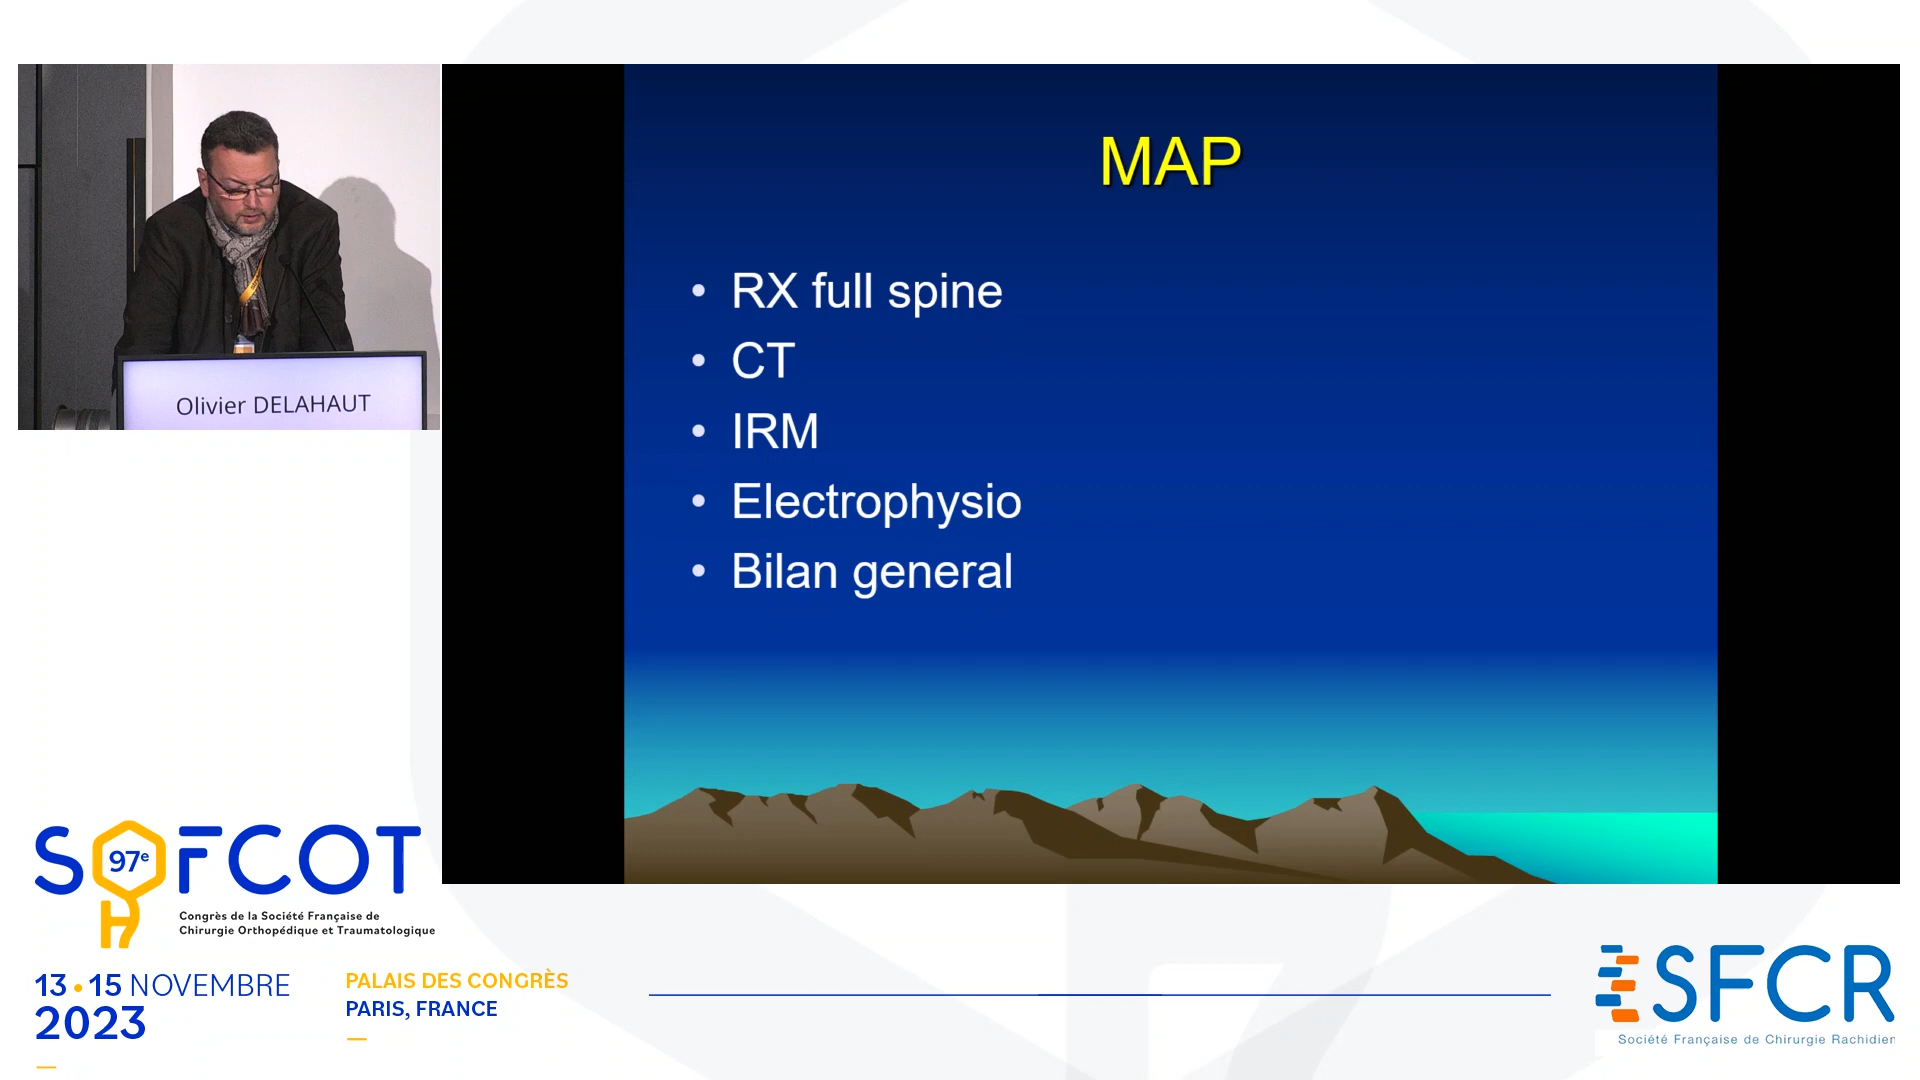 Olivier DELAHAUT
MAP
• RX full spine
• CT
• IRM
• Electrophysio
• Bilan general
SOFCOT
97e
Congrès de la Société Française de
Chirurgie Orthopédique et Traumatologique
13 • 15 NOVEMBRE
2023
PALAIS DES CONGRÈS
PARIS, FRANCE
SFCR
Société Française de Chirurgie Rachidien